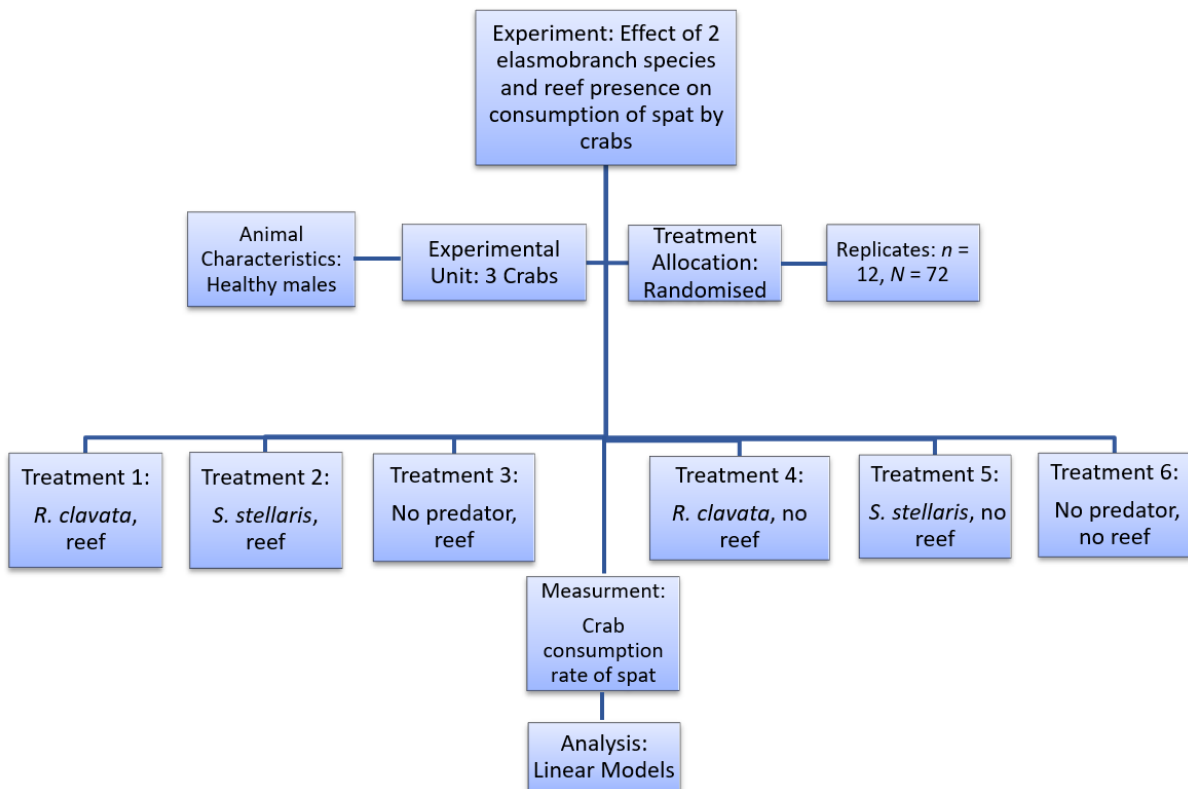 Experiment: Effect of 2
elasmobranch species
and reef presence on
consumption of spat by
crabs
Animal
Characteristics:
Healthy males
Experimental
Unit: 3 Crabs
Treatment
Allocation:
Randomised
Replicates: n =
12, N = 72
Treatment 1:
R. clavata,
reef
Treatment 2:
S. stellaris,
reef
Treatment 3:
No predator,
reef
Treatment 4:
R. clavata, no
reef
Treatment 5:
S. stellaris, no
reef
Treatment 6:
No predator,
no reef
Measurment:
Crab
consumption
rate of spat
Analysis:
Linear Models